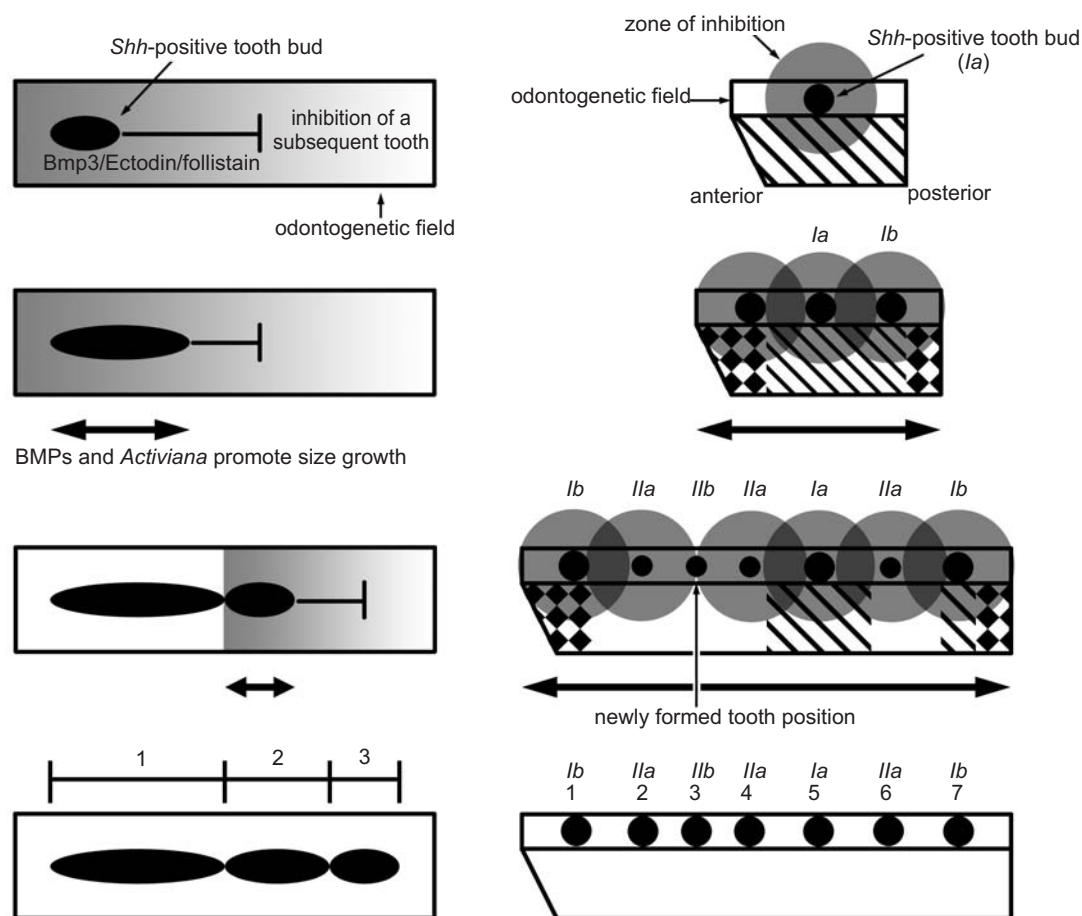 Shh-positive tooth bud
inhibition of a
subsequent tooth
Bmp3/Ectodin/follistain
odontogenetic field
BMPs and Activiana promote size growth
1 2 3
zone of inhibition
Shh-positive tooth bud
(Ia)
odontogenetic field
anterior
posterior
Ia Ib
Ib IIa IIb IIa Ia IIa Ib
newly formed tooth position
Ib IIa IIb IIa Ia IIa Ib
1 2 3 4 5 6 7